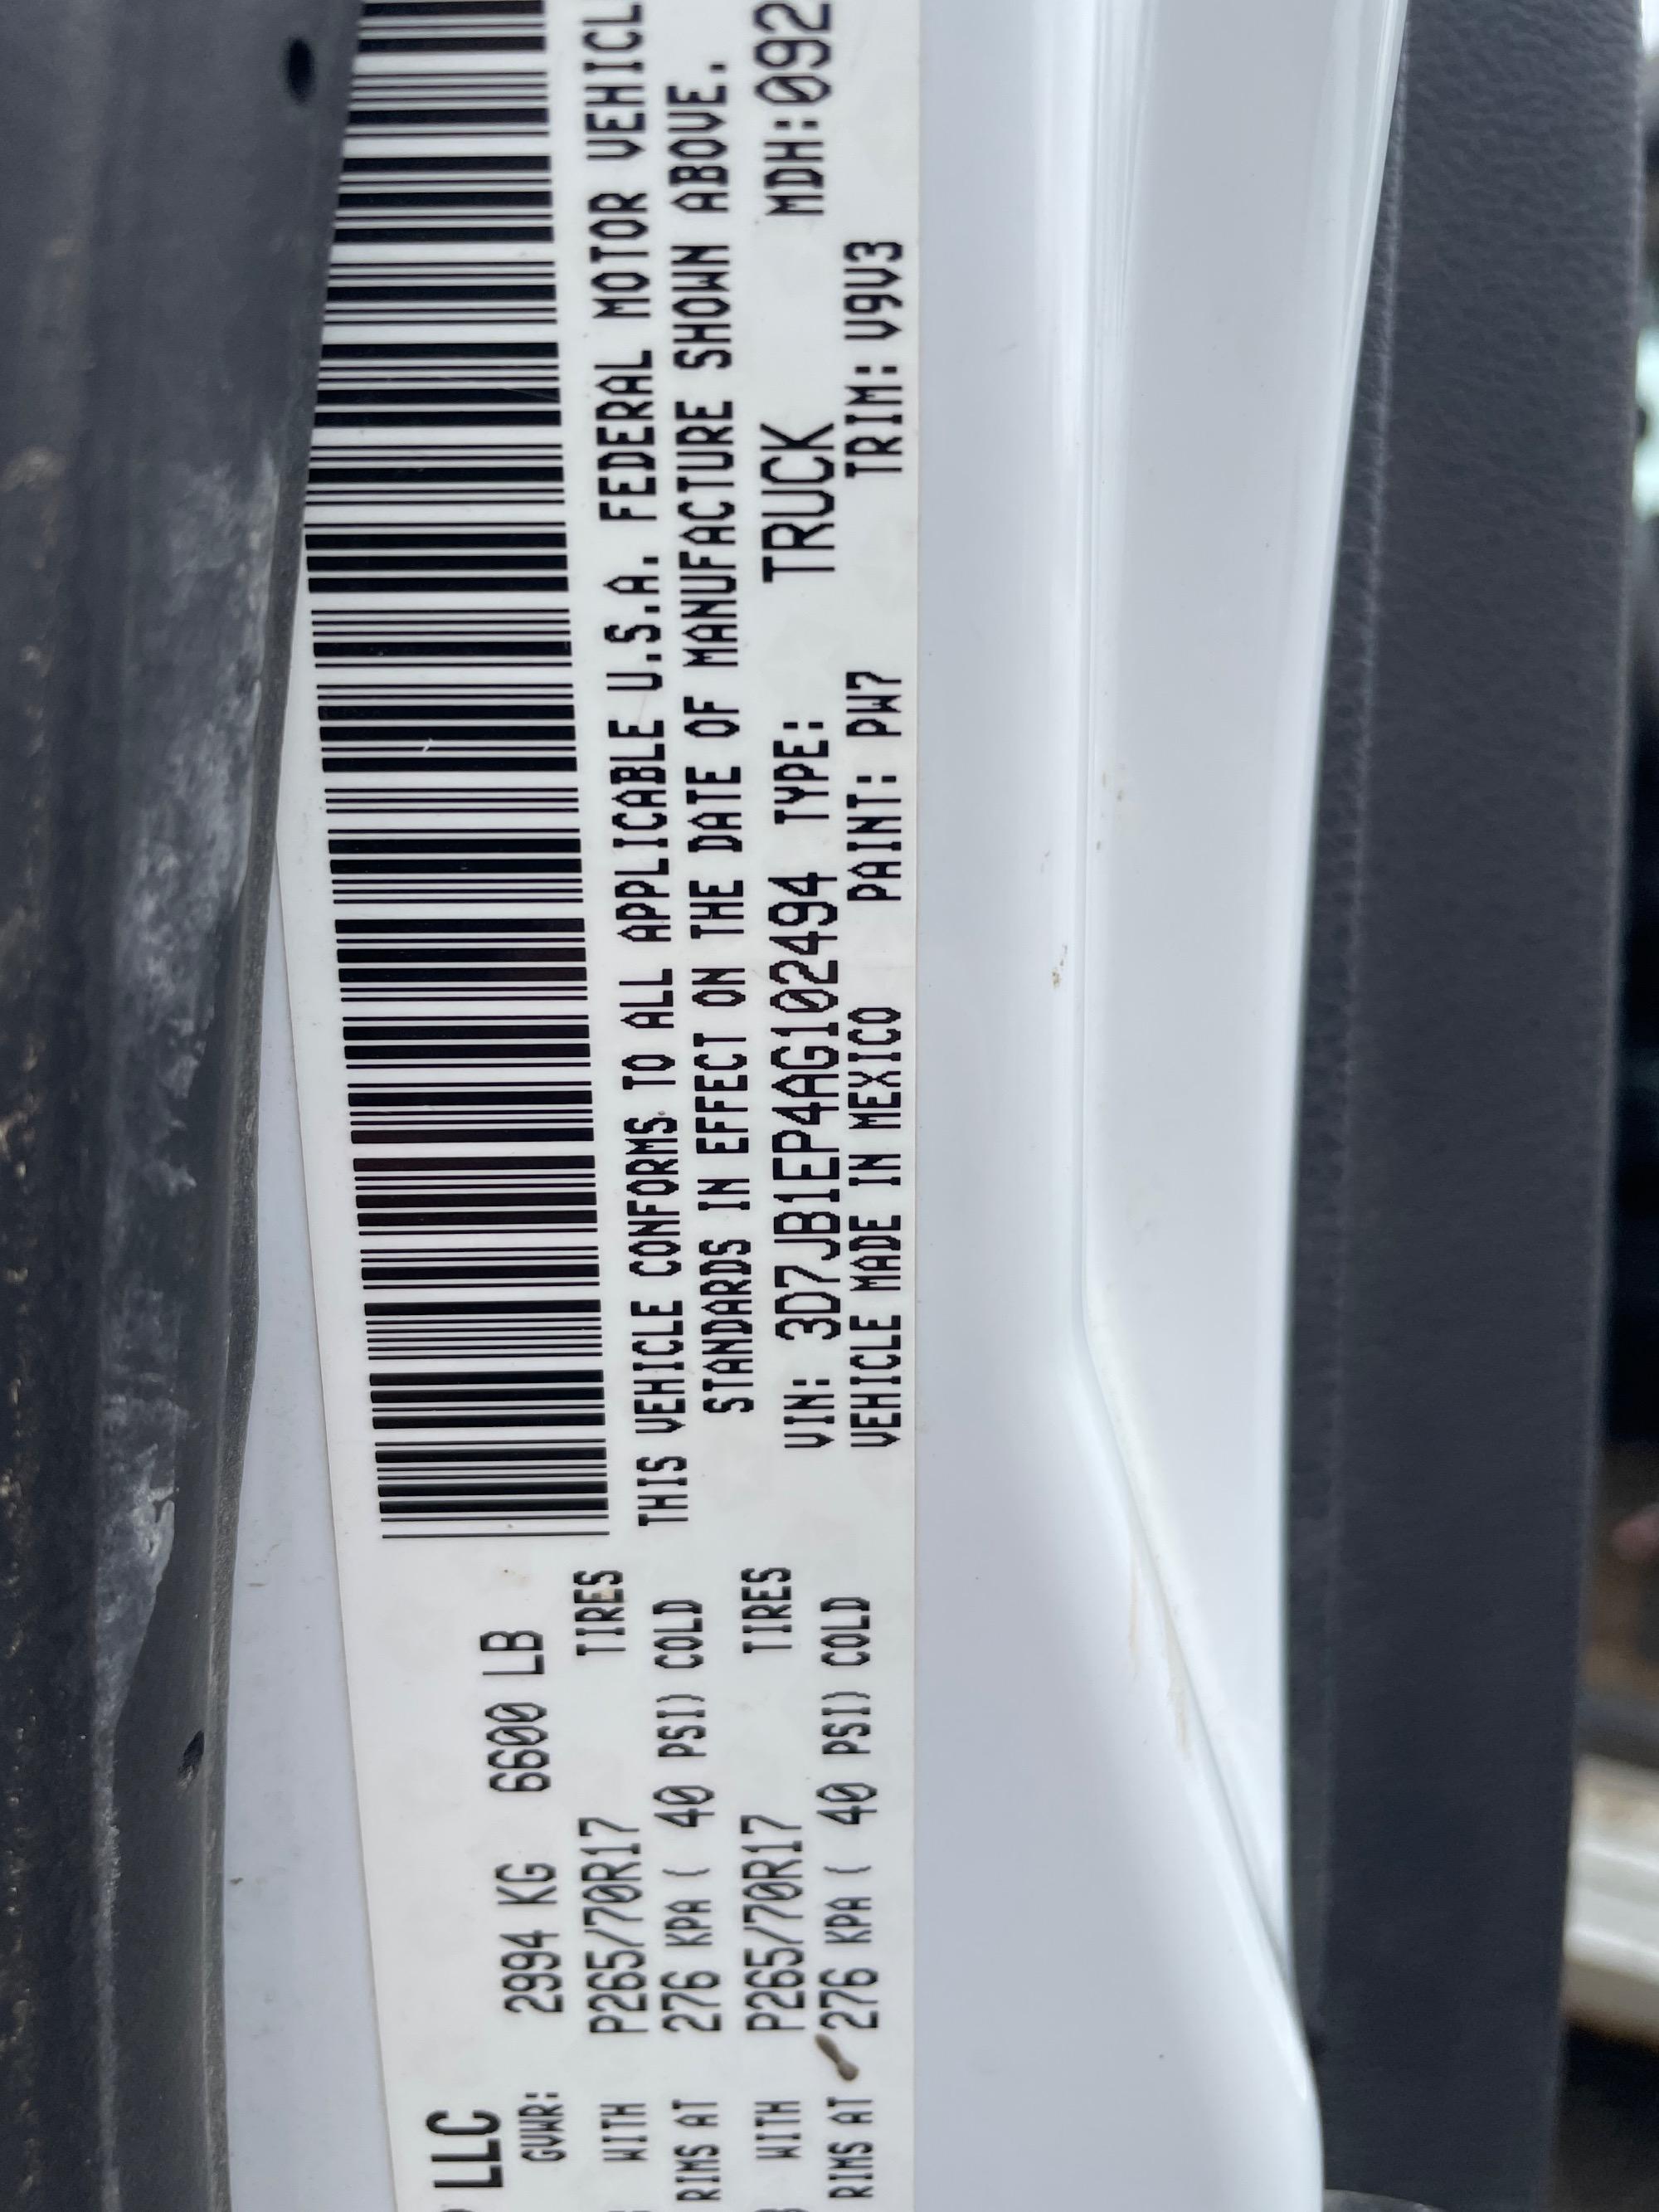 LLC
GVWR: 2994 KG 6600 LB
WITH P265/70R17 TIRES
RIMS AT 276 KPA ( 40 PSI) COLD
WITH P265/70R17 TIRES
RIMS AT 276 KPA ( 40 PSI) COLD
THIS VEHICLE CONFORMS TO ALL APPLICABLE U.S.A. FEDERAL MOTOR VEHICL
STANDARDS IN EFFECT ON THE DATE OF MANUFACTURE SHOWN ABOVE.
VIN: 3D7JB1EP4AG102494 TYPE: TRUCK MDH:092
VEHICLE MADE IN MEXICO PAINT: PW7 TRIM: V9V3